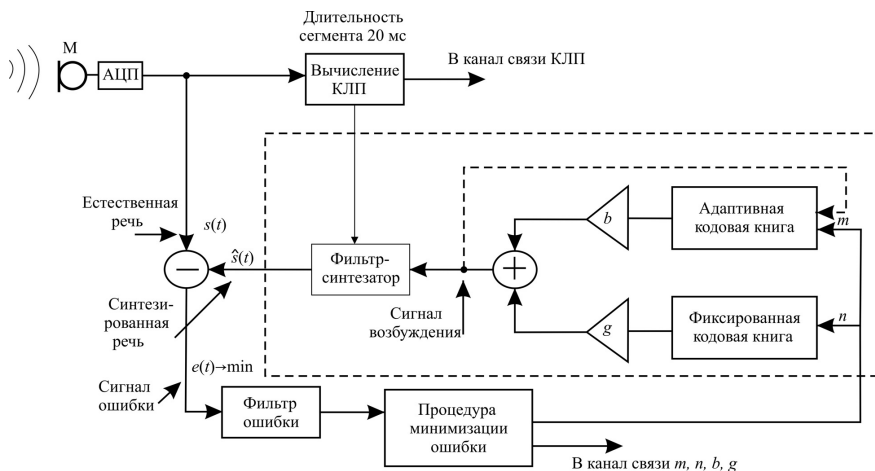 Длительность
сегмента 20 мс
М
АЦП
Вычисление
КЛП
В канал связи КЛП
Естественная
речь
s(t)
ŝ(t)
Синтези-
рованная
речь
Фильтр-
синтезатор
Сигнал
возбуждения
b
Адаптивная
кодовая книга
m
g
Фиксированная
кодовая книга
n
e(t)→min
Сигнал
ошибки
Фильтр
ошибки
Процедура
минимизации
ошибки
В канал связи m, n, b, g